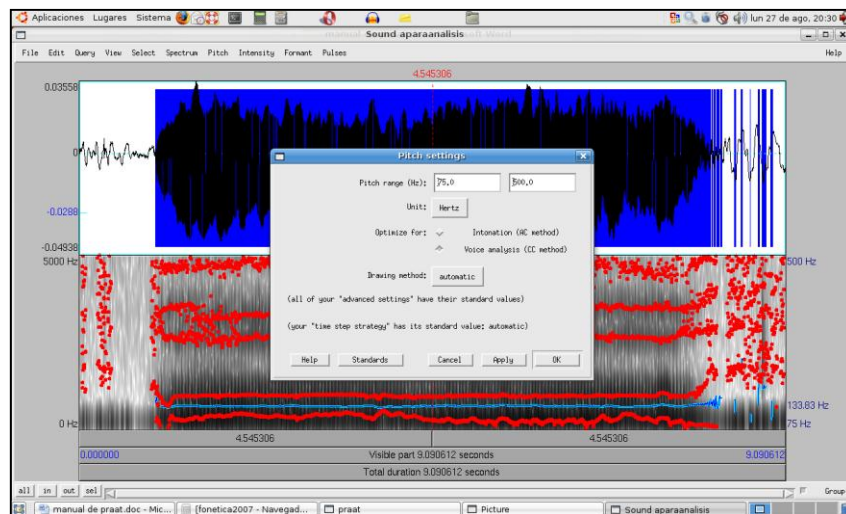 Aplicaciones Lugares Sistema lun 27 de ago, 20:30
Sound aparaanalisis
File Edit Query View Select Spectrum Pitch Intensity Formant Pulses Help
4.545306
0.03558
0
-0.0288
-0.04938
5000 Hz 500 Hz
Pitch settings
Pitch range (Hz): 75.0 500.0
Unit: Hertz
Optimize for: Intonation (AC method)
Voice analysis (CC method)
Drawing method: automatic
(all of your "advanced settings" have their standard values)
(your "time step strategy" has its standard value: automatic)
Help Standards Cancel Apply OK
133.83 Hz
0 Hz 75 Hz
4.545306 4.545306
0.000000 Visible part 9.090612 seconds 9.090612
Total duration 9.090612 seconds
all in out sel Group
manual de praat.doc - Mic... [fonetica2007 - Navegad... praat Picture Sound aparaanalisis